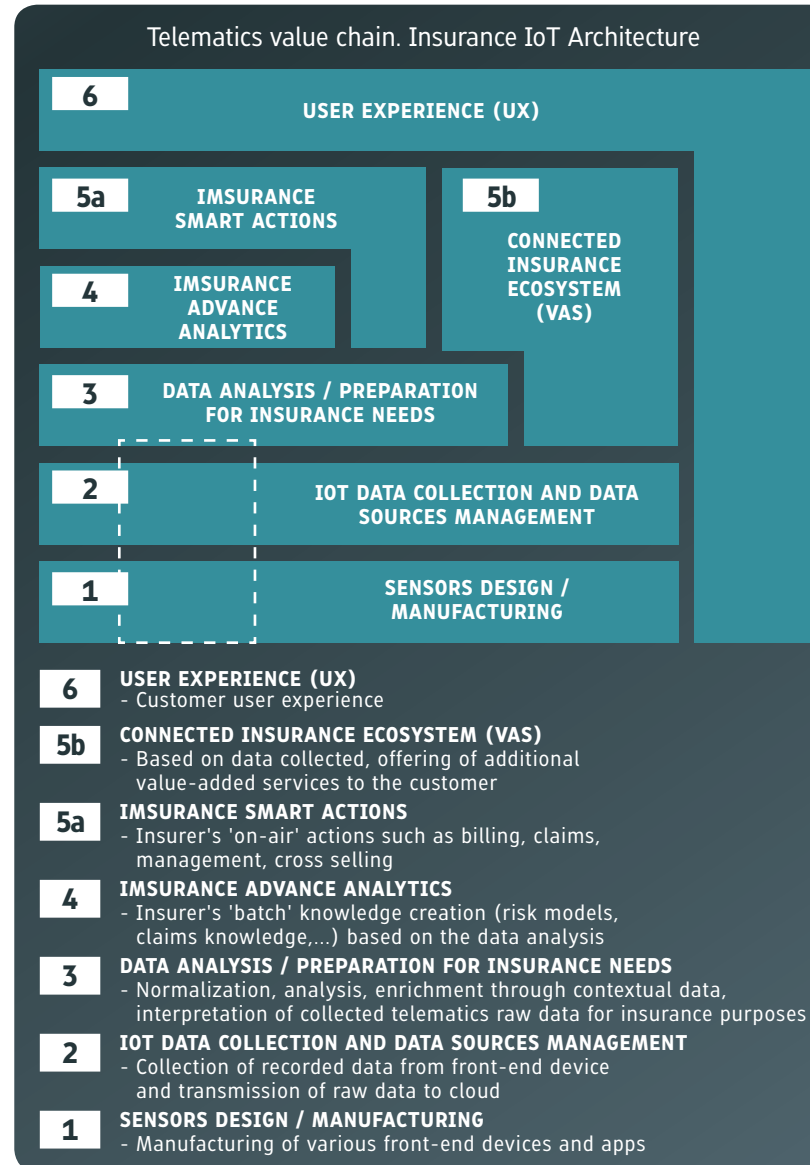 Telematics value chain. Insurance IoT Architecture
6
USER EXPERIENCE (UX)
5a
IMSURANCE
SMART ACTIONS
5b
CONNECTED
INSURANCE
ECOSYSTEM
(VAS)
4
IMSURANCE
ADVANCE
ANALYTICS
3
DATA ANALYSIS / PREPARATION
FOR INSURANCE NEEDS
2
IOT DATA COLLECTION AND DATA
SOURCES MANAGEMENT
1
SENSORS DESIGN /
MANUFACTURING
6
USER EXPERIENCE (UX)
- Customer user experience
5b
CONNECTED INSURANCE ECOSYSTEM (VAS)
- Based on data collected, offering of additional
value-added services to the customer
5a
IMSURANCE SMART ACTIONS
- Insurer's 'on-air' actions such as billing, claims,
management, cross selling
4
IMSURANCE ADVANCE ANALYTICS
- Insurer's 'batch' knowledge creation (risk models,
claims knowledge,...) based on the data analysis
3
DATA ANALYSIS / PREPARATION FOR INSURANCE NEEDS
- Normalization, analysis, enrichment through contextual data,
interpretation of collected telematics raw data for insurance purposes
2
IOT DATA COLLECTION AND DATA SOURCES MANAGEMENT
- Collection of recorded data from front-end device
and transmission of raw data to cloud
1
SENSORS DESIGN / MANUFACTURING
- Manufacturing of various front-end devices and apps